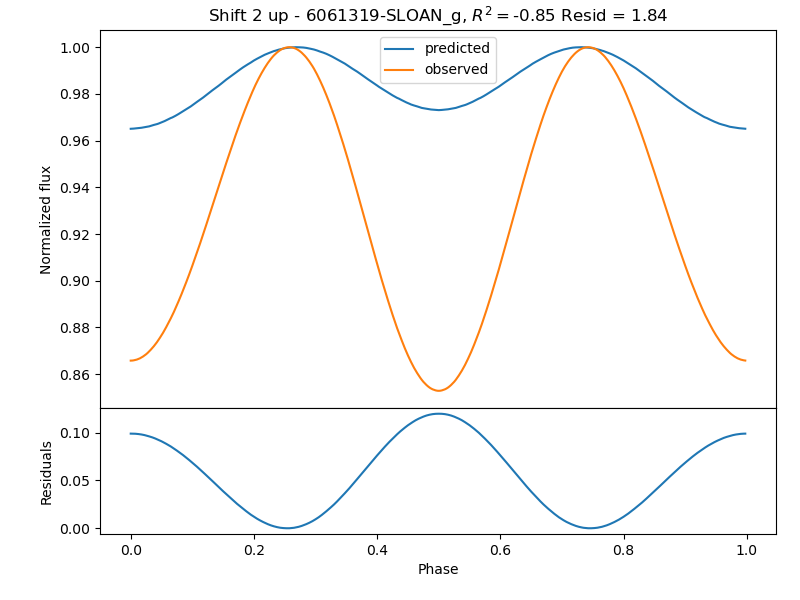 Shift 2 up - 6061319-SLOAN_g, R² = -0.85 Resid = 1.84
predicted
observed
Normalized flux
1.00
0.98
0.96
0.94
0.92
0.90
0.88
0.86
Residuals
0.10
0.05
0.00
0.0 0.2 0.4 0.6 0.8 1.0
Phase